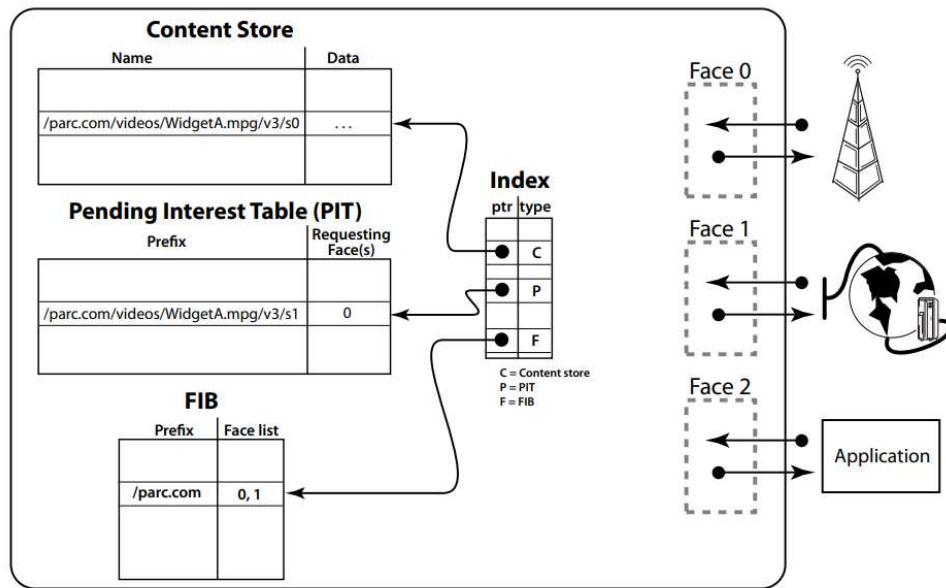 Content Store
Name Data
/parc.com/videos/WidgetA.mpg/v3/s0 ...
Pending Interest Table (PIT)
Prefix Requesting Face(s)
/parc.com/videos/WidgetA.mpg/v3/s1 0
FIB
Prefix Face list
/parc.com 0, 1
Index
ptr type
C
P
F
C = Content store
P = PIT
F = FIB
Face 0
Face 1
Face 2
Application